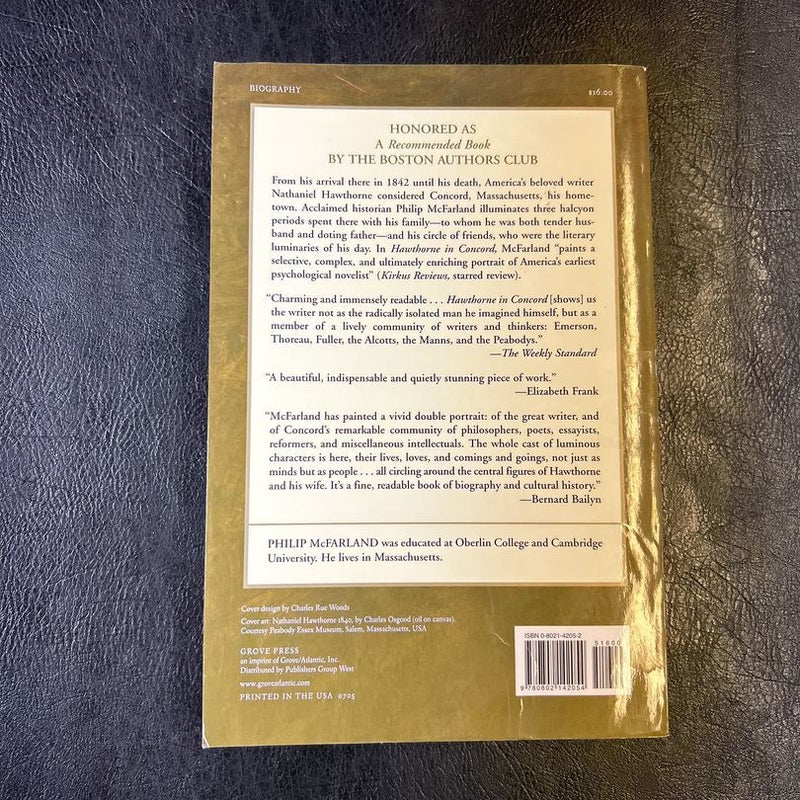 BIOGRAPHY
$16.00
HONORED AS
A Recommended Book
BY THE BOSTON AUTHORS CLUB
From his arrival there in 1842 until his death, America's beloved writer
Nathaniel Hawthorne considered Concord, Massachusetts, his home-
town. Acclaimed historian Philip McFarland illuminates three halcyon
periods spent there with his family—to whom he was both tender hus-
band and doting father—and his circle of friends, who were the literary
luminaries of his day. In Hawthorne in Concord, McFarland “paints a
selective, complex, and ultimately enriching portrait of America's earliest
psychological novelist” (Kirkus Reviews, starred review).
“Charming and immensely readable . . . Hawthorne in Concord [shows] us
the writer not as the radically isolated man he imagined himself, but as a
member of a lively community of writers and thinkers: Emerson,
Thoreau, Fuller, the Alcotts, the Manns, and the Peabodys.”
—The Weekly Standard
“A beautiful, indispensable and quietly stunning piece of work.”
—Elizabeth Frank
“McFarland has painted a vivid double portrait: of the great writer, and
of Concord's remarkable community of philosophers, poets, essayists,
reformers, and miscellaneous intellectuals. The whole cast of luminous
characters is here, their lives, loves, and comings and goings, not just as
minds but as people . . . all circling around the central figures of Hawthorne
and his wife. It's a fine, readable book of biography and cultural history.”
—Bernard Bailyn
PHILIP McFARLAND was educated at Oberlin College and Cambridge
University. He lives in Massachusetts.
Cover design by Charles Rue Woods
Cover art: Nathaniel Hawthorne 1840, by Charles Osgood (oil on canvas).
Courtesy Peabody Essex Museum, Salem, Massachusetts, USA
GROVE PRESS
an imprint of Grove/Atlantic, Inc.
Distributed by Publishers Group West
www.groveatlantic.com
PRINTED IN THE USA 0705
ISBN 0-8021-4205-2
51600
9 780802 142054